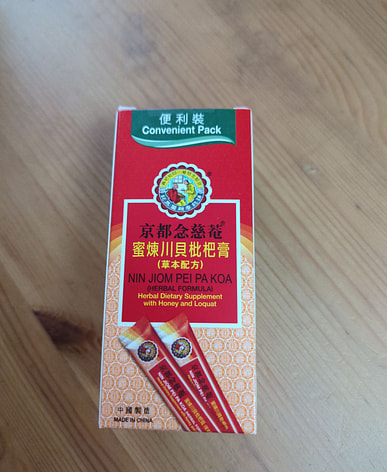 便利裝
Convenient Pack
京都念慈菴®
蜜煉川貝枇杷膏
(草本配方)
NIN JIOM PEI PA KOA
(HERBAL FORMULA)
Herbal Dietary Supplement
with Honey and Loquat
中國製造
MADE IN CHINA